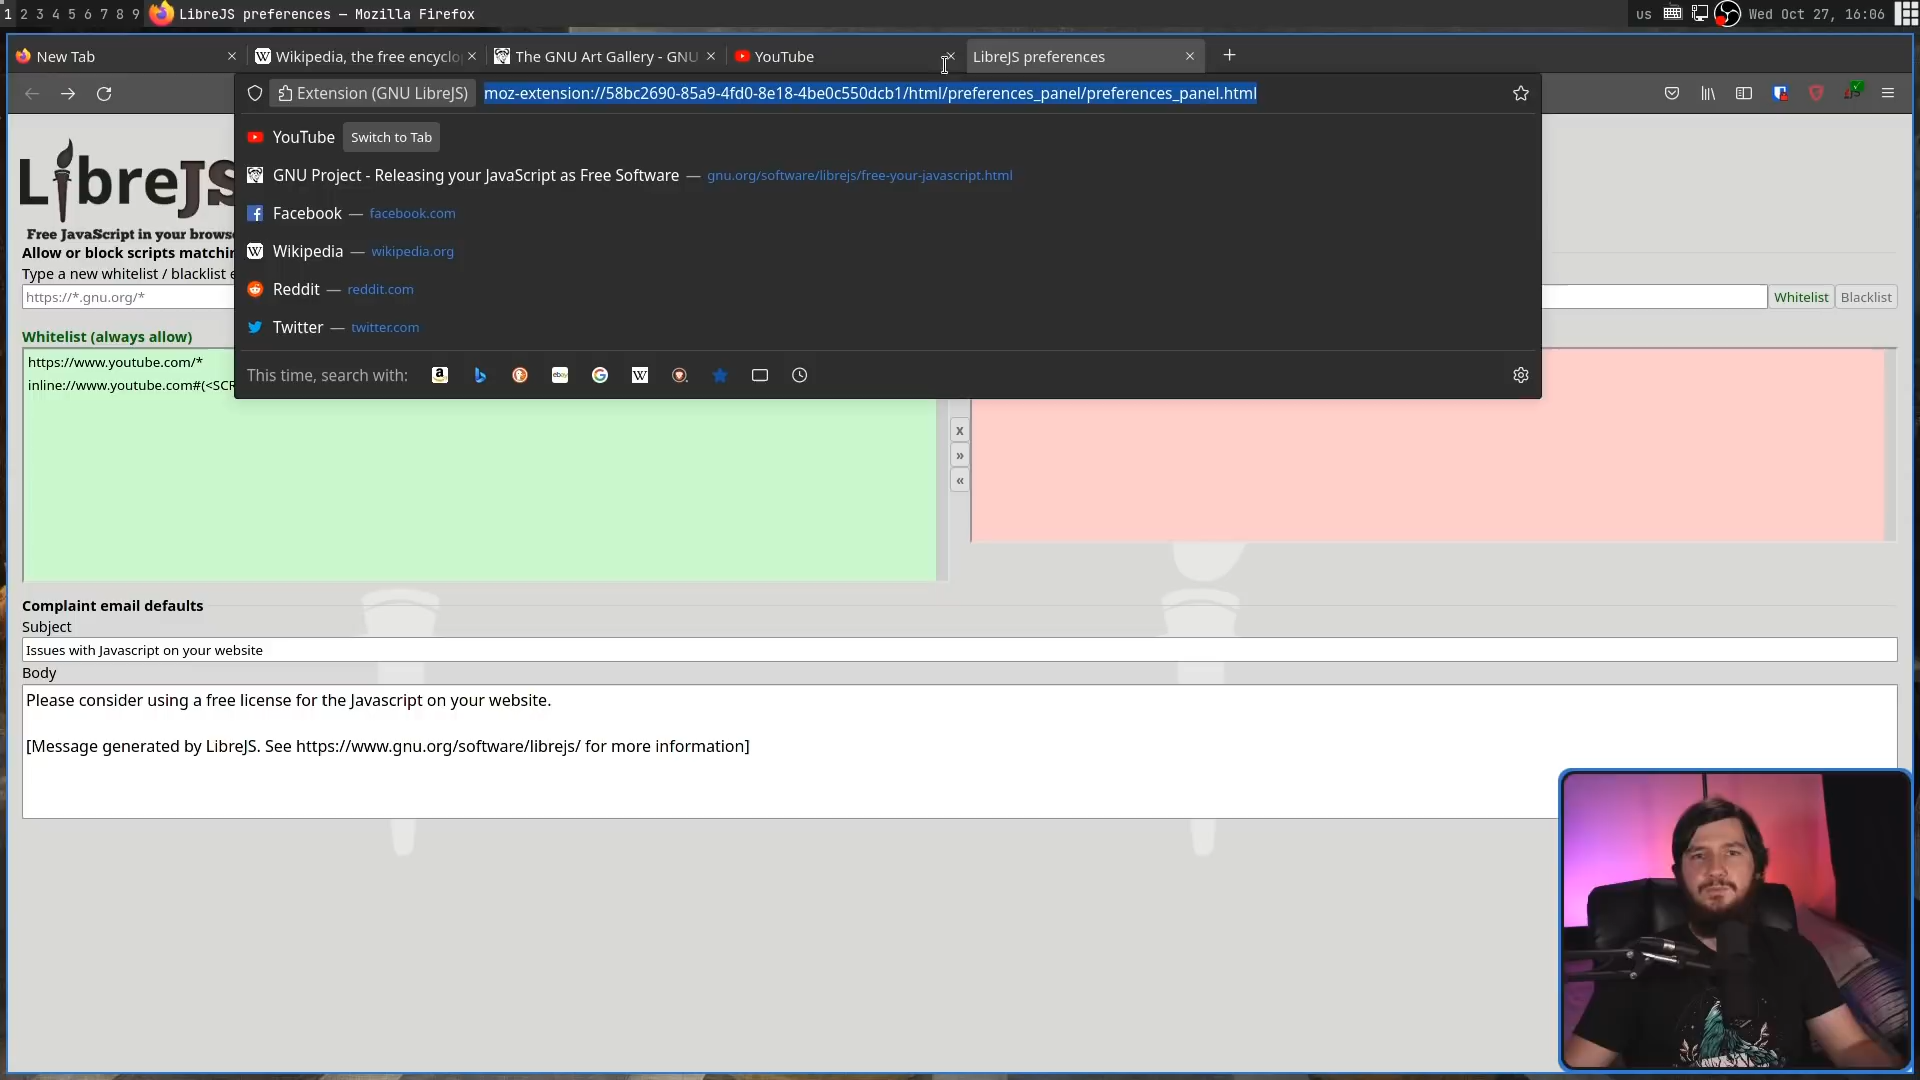 1 2 3 4 5 6 7 8 9 LibreJS preferences — Mozilla Firefox
us Wed Oct 27, 16:06
New Tab
Wikipedia, the free encyclo
The GNU Art Gallery - GNU
YouTube
LibreJS preferences
Extension (GNU LibreJS) moz-extension://58bc2690-85a9-4fd0-8e18-4be0c550dcb1/html/preferences_panel/preferences_panel.html
YouTube Switch to Tab
GNU Project - Releasing your JavaScript as Free Software — gnu.org/software/librejs/free-your-javascript.html
Facebook — facebook.com
Wikipedia — wikipedia.org
Reddit — reddit.com
Twitter — twitter.com
This time, search with:
LibreJS
Free JavaScript in your browse
Allow or block scripts matchin
Type a new whitelist / blacklist e
https://*.gnu.org/*
Whitelist Blacklist
Whitelist (always allow)
https://www.youtube.com/*
inline://www.youtube.com#(<SCR
x
»
«
Complaint email defaults
Subject
Issues with Javascript on your website
Body
Please consider using a free license for the Javascript on your website.
[Message generated by LibreJS. See https://www.gnu.org/software/librejs/ for more information]